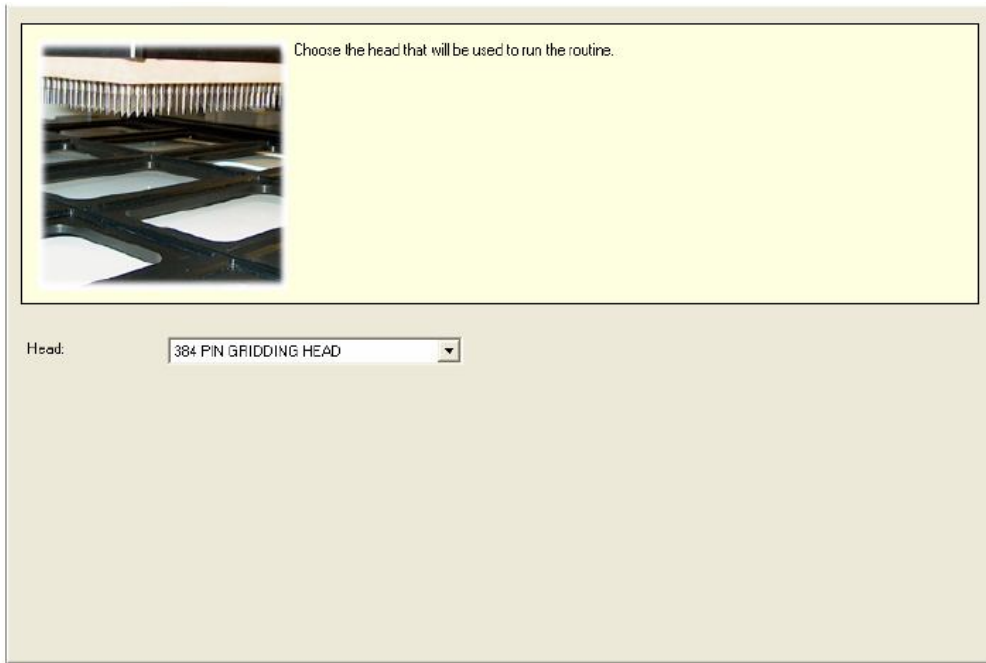 Choose the head that will be used to run the routine.
Head:
384 PIN GRIDDING HEAD